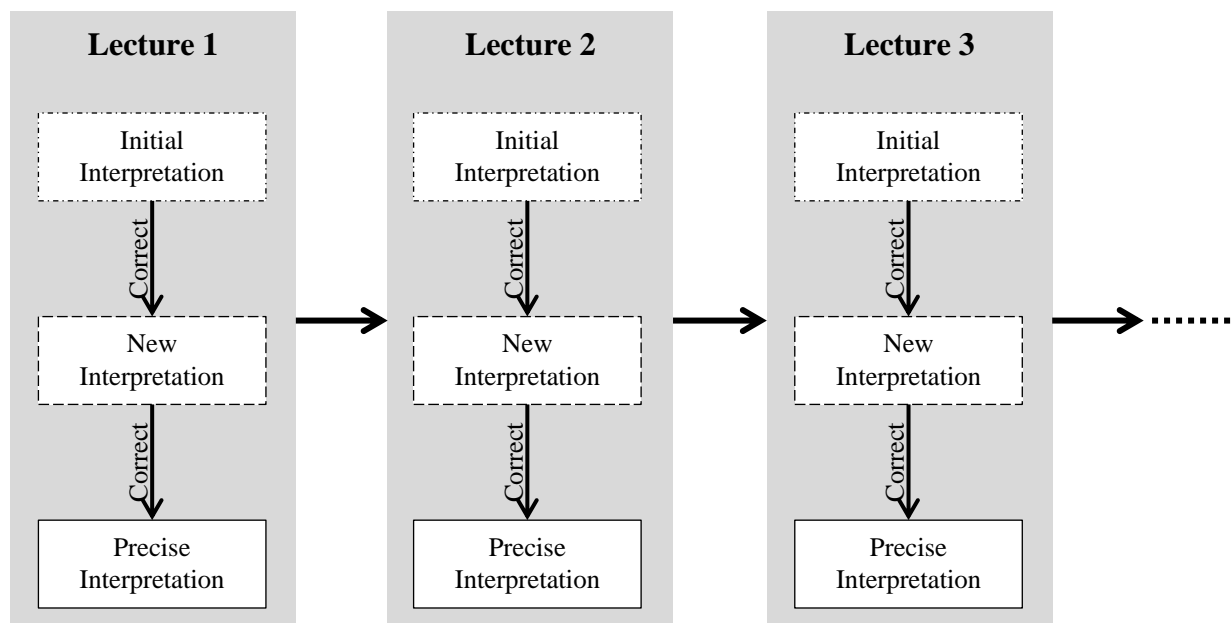 Lecture 1
Initial
Interpretation
Correct
New
Interpretation
Correct
Precise
Interpretation
Lecture 2
Initial
Interpretation
Correct
New
Interpretation
Correct
Precise
Interpretation
Lecture 3
Initial
Interpretation
Correct
New
Interpretation
Correct
Precise
Interpretation